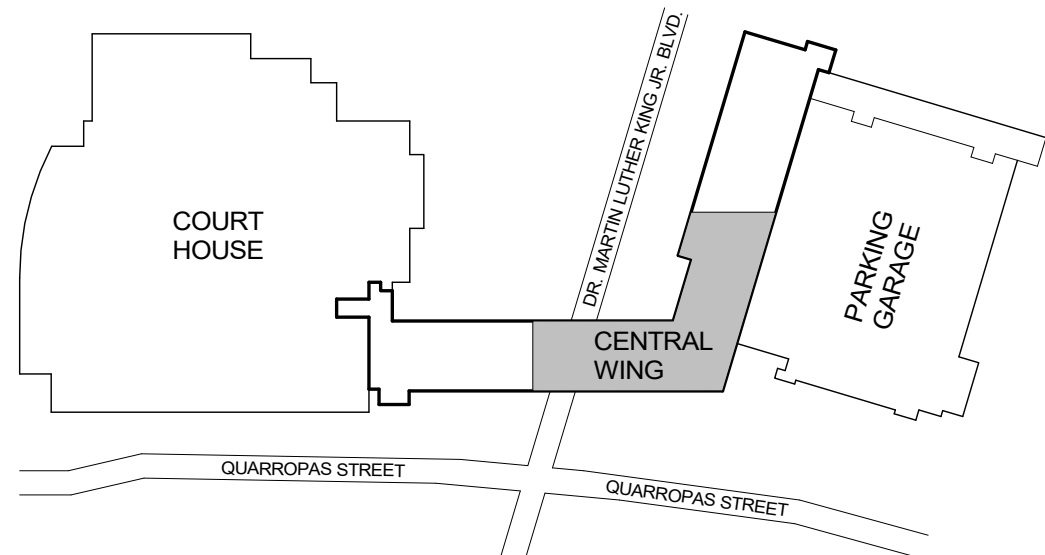 COURT
HOUSE
DR. MARTIN LUTHER KING JR. BLVD.
PARKING
GARAGE
CENTRAL
WING
QUARROPAS STREET
QUARROPAS STREET